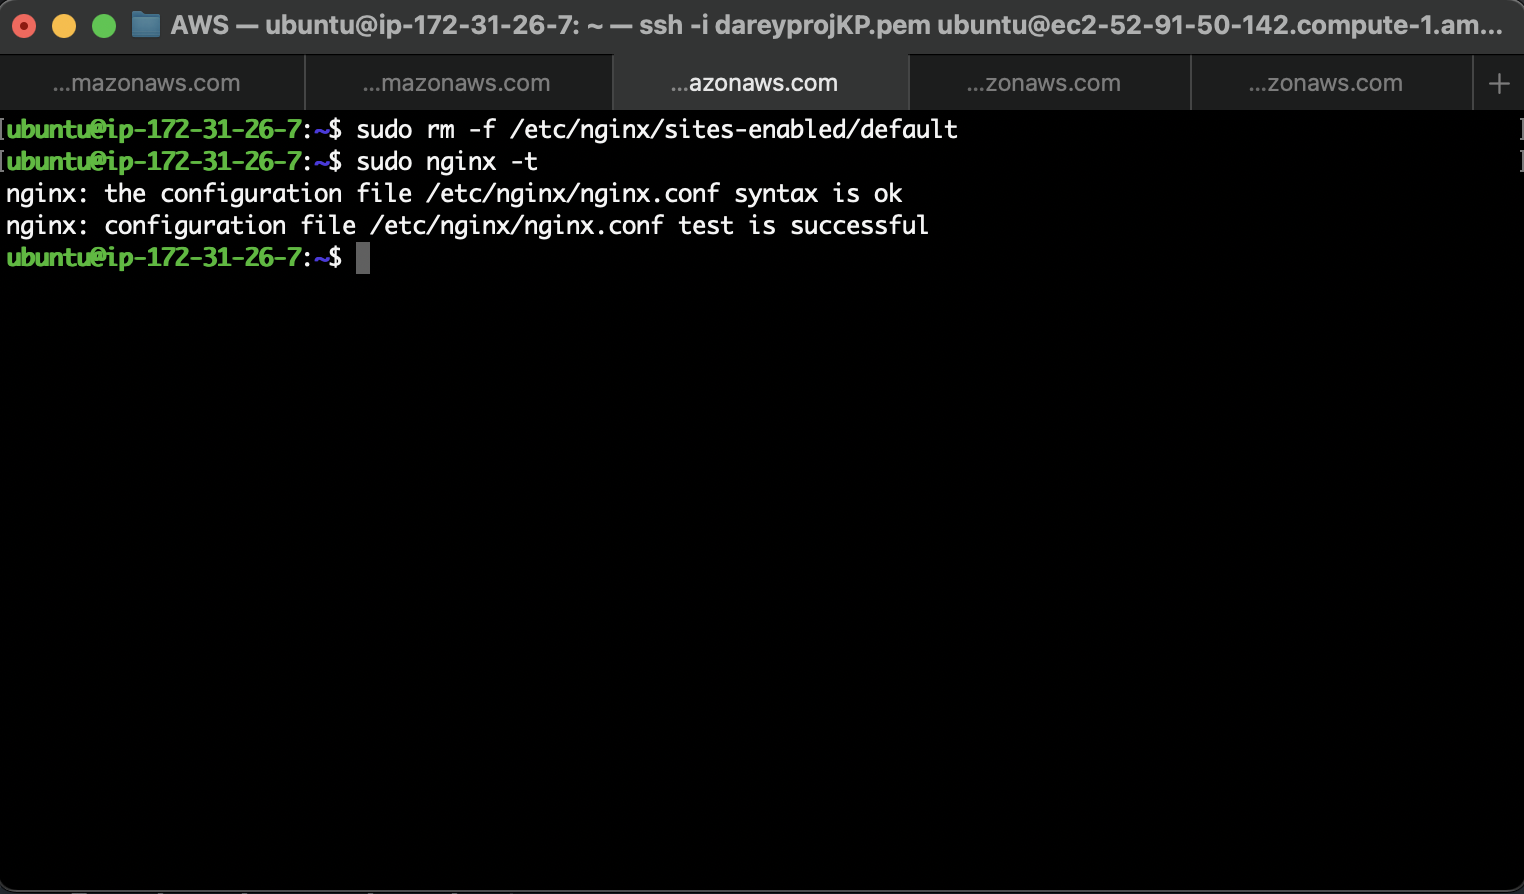 AWS — ubuntu@ip-172-31-26-7: ~ — ssh -i dareyprojKP.pem ubuntu@ec2-52-91-50-142.compute-1.am...
...mazonaws.com ...mazonaws.com ...azonaws.com ...zonaws.com ...zonaws.com +
[ubuntu@ip-172-31-26-7:~$ sudo rm -f /etc/nginx/sites-enabled/default ]
[ubuntu@ip-172-31-26-7:~$ sudo nginx -t ]
nginx: the configuration file /etc/nginx/nginx.conf syntax is ok
nginx: configuration file /etc/nginx/nginx.conf test is successful
ubuntu@ip-172-31-26-7:~$